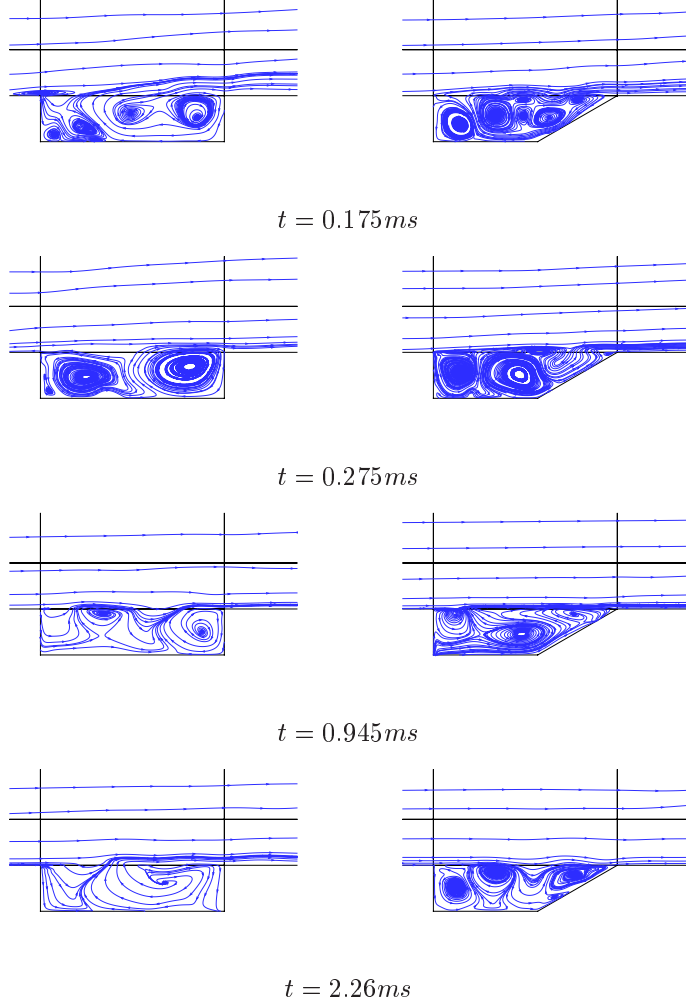 t = 0.175ms
t = 0.275ms
t = 0.945ms
t = 2.26ms